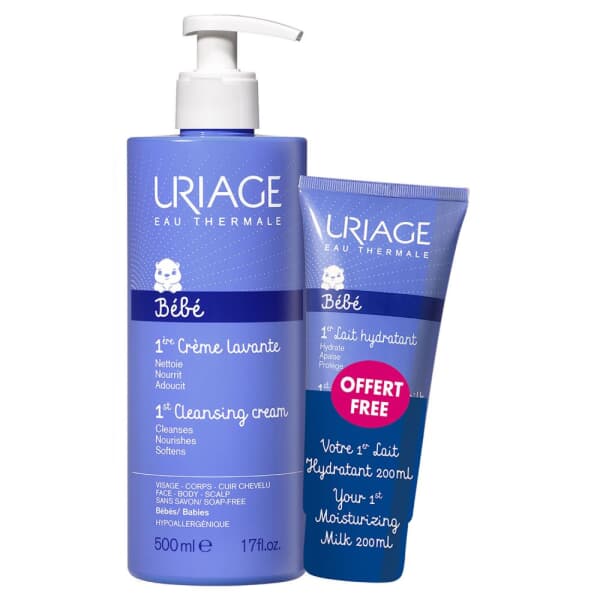 URIAGE
EAU THERMALE
Bébé
1ère Crème lavante
Nettoie
Nourrit
Adoucit
1st Cleansing cream
Cleanses
Nourishes
Softens
VISAGE - CORPS - CUIR CHEVELU
FACE - BODY - SCALP
SANS SAVON/ SOAP-FREE
Bébés/ Babies
HYPOALLERGÉNIQUE
500 ml e 17fl.oz.
URIAGE
EAU THERMALE
Bébé
1er Lait hydratant
Hydrate
Apaise
Protège
OFFERT
FREE
Votre 1er Lait
Hydratant 200ml
Your 1st
Moisturizing
Milk 200ml